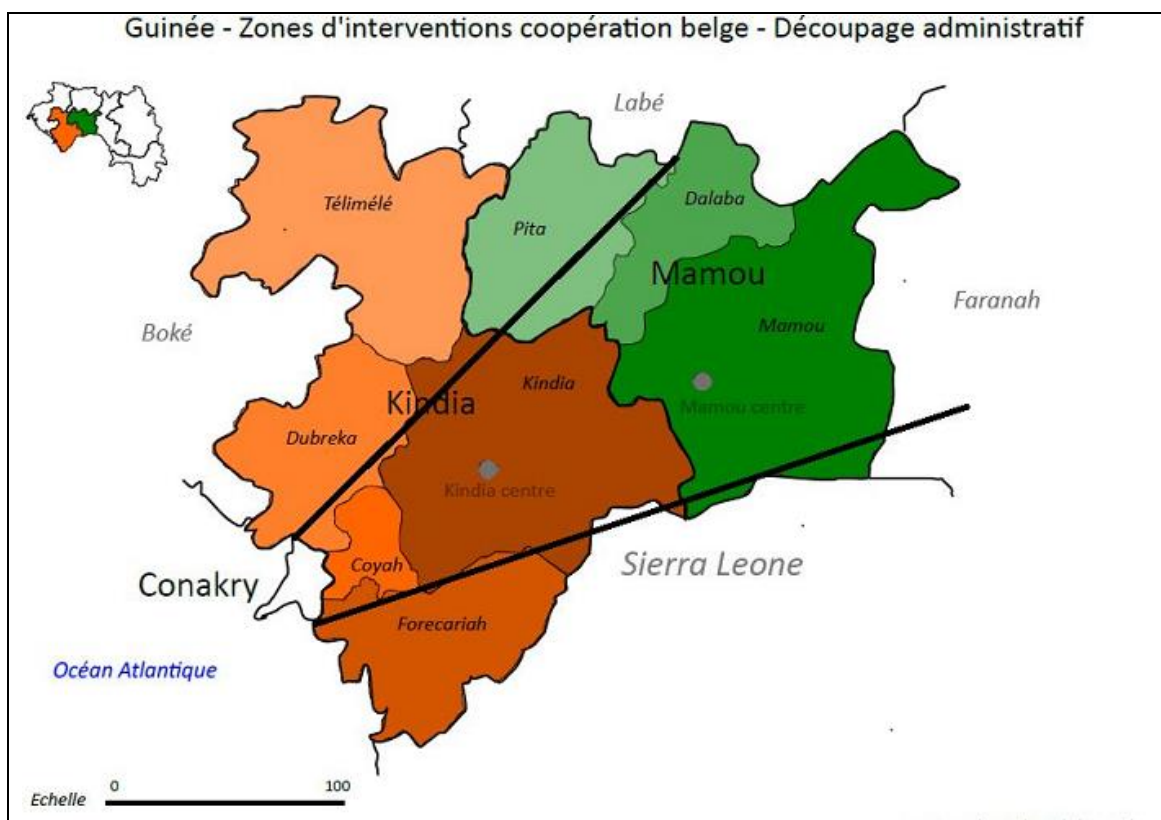 Guinée - Zones d'interventions coopération belge - Découpage administratif
Labé
Télimélé
Dalaba
Pita
Mamou
Faranah
Boké
Mamou
Kindia
Kindia
Mamou centre
Dubreka
Kindia centre
Coyah
Sierra Leone
Conakry
Forecariah
Océan Atlantique
0 100
Echelle